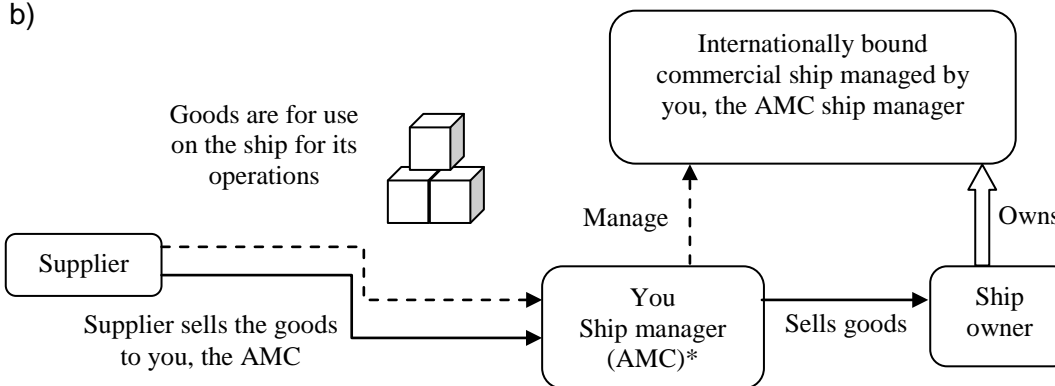 b)
Internationally bound
commercial ship managed by
you, the AMC ship manager
Goods are for use
on the ship for its
operations
Manage
Owns
Supplier
You
Ship manager
(AMC)*
Sells goods
Ship
owner
Supplier sells the goods
to you, the AMC